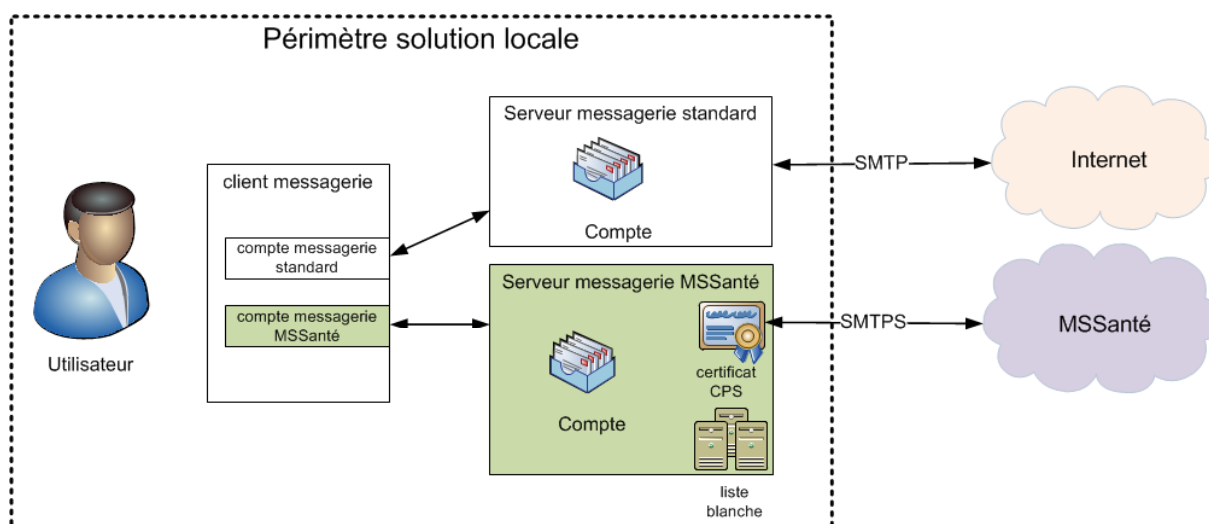 Périmètre solution locale
Serveur messagerie standard
Compte
SMTP
Internet
client messagerie
compte messagerie
standard
compte messagerie
MSSanté
Utilisateur
Serveur messagerie MSSanté
certificat
CPS
Compte
liste
blanche
SMTPS
MSSanté